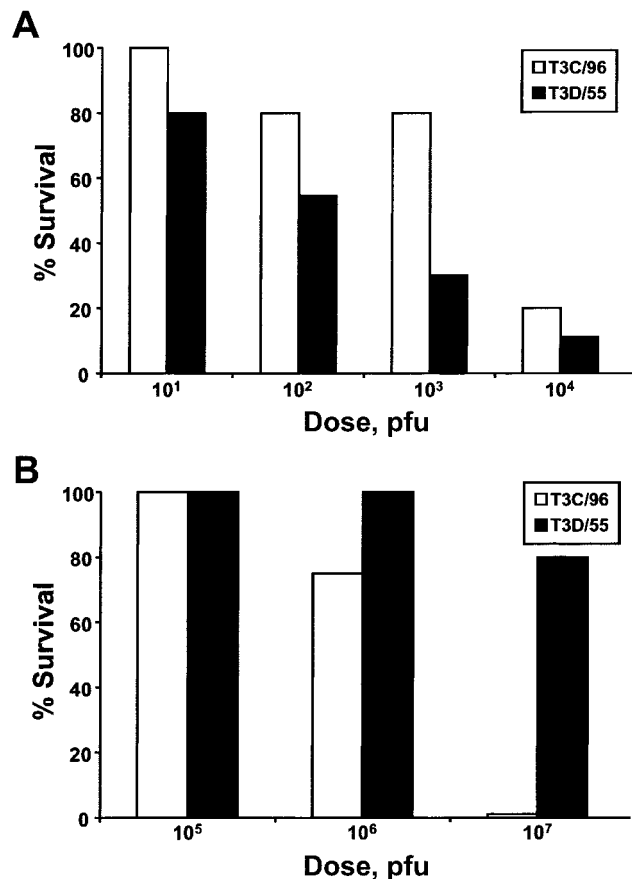 A
100
80
60
40
20
0
% Survival
T3C/96
T3D/55
10¹ 10² 10³ 10⁴
Dose, pfu
B
100
80
60
40
20
0
% Survival
T3C/96
T3D/55
10⁵ 10⁶ 10⁷
Dose, pfu